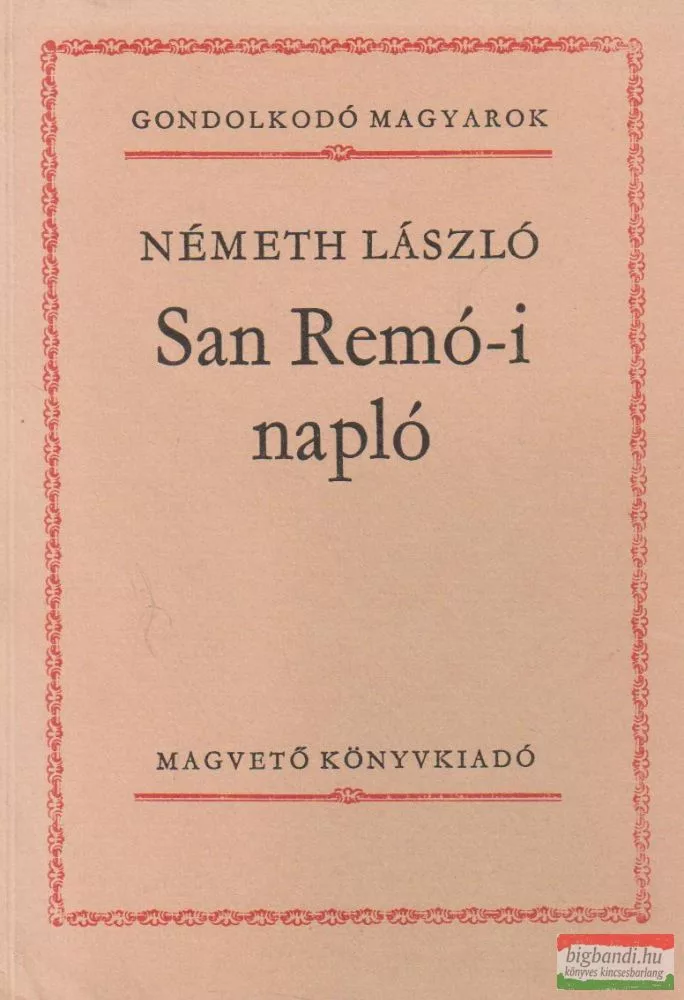 GONDOLKODÓ MAGYAROK
NÉMETH LÁSZLÓ
San Remó-i
napló
MAGVETŐ KÖNYVKIADÓ
bigbandi.hu
könyves kincsesbarlang